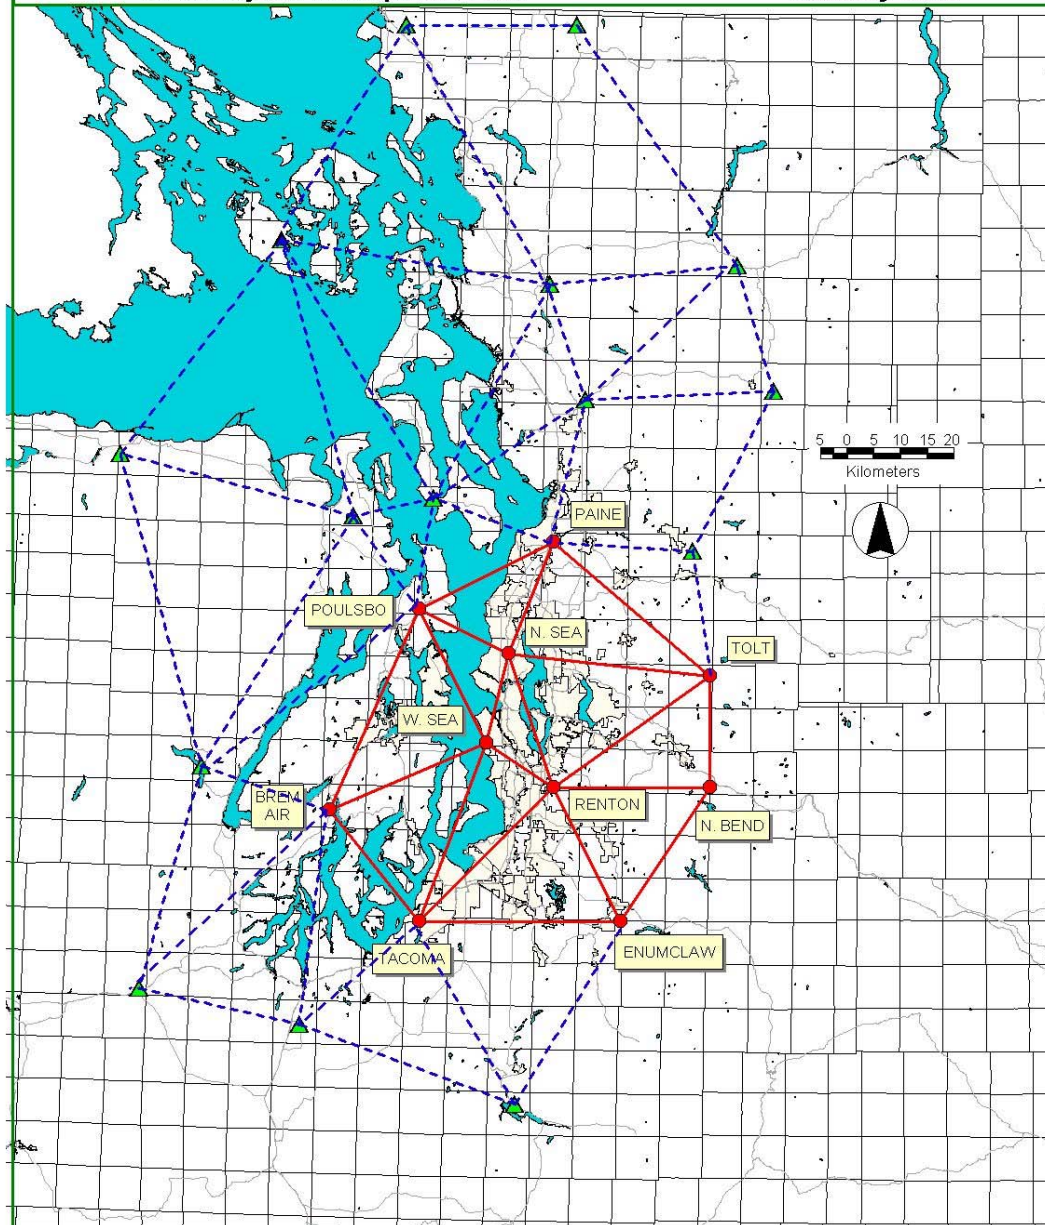 5 0 5 10 15 20
Kilometers
PAINE
POULSBO
N. SEA
TOLT
W. SEA
BREM
AIR
RENTON
N. BEND
TACOMA
ENUMCLAW